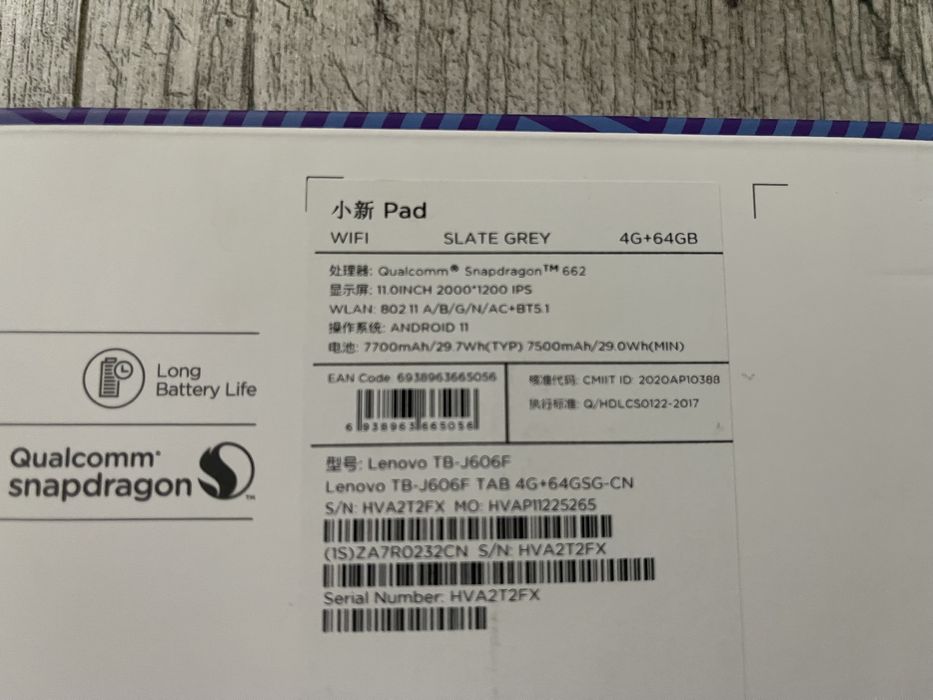 小新 Pad
WIFI SLATE GREY 4G+64GB
处理器: Qualcomm® Snapdragon™ 662
显示屏: 11.0INCH 2000*1200 IPS
WLAN: 802 11 A/B/G/N/AC+BT5.1
操作系统: ANDROID 11
电池: 7700mAh/29.7Wh(TYP) 7500mAh/29.0Wh(MIN)
Long
Battery Life
EAN Code 6938963665056
6 938963 665056
核准代码: CMIIT ID: 2020AP10388
执行标准: Q/HDLCS0122-2017
Qualcomm
snapdragon™
型号: Lenovo TB-J606F
Lenovo TB-J606F TAB 4G+64GSG-CN
S/N: HVA2T2FX MO: HVAP11225265
(1S)ZA7R0232CN S/N: HVA2T2FX
Serial Number: HVA2T2FX